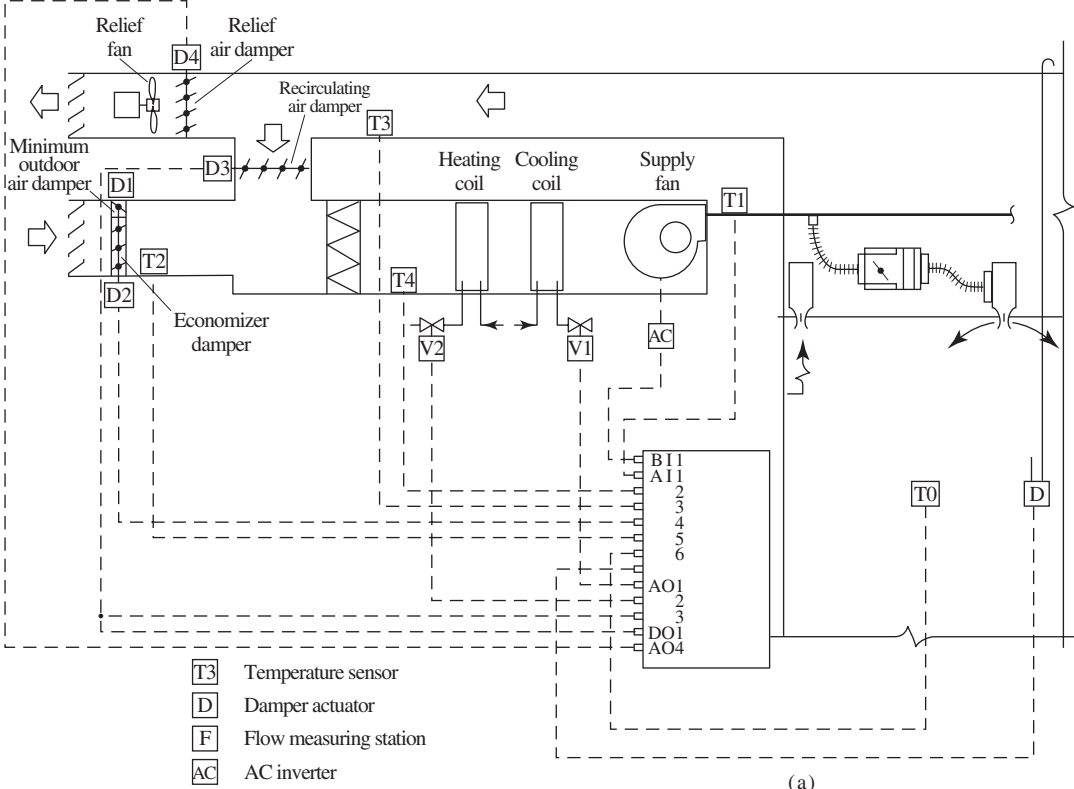 Relief
fan
Relief
air damper
D4
Recirculating
air damper
T3
Minimum
outdoor
air damper
D3
D1
Heating
coil
Cooling
coil
Supply
fan
T1
T2
T4
D2
Economizer
damper
V2
V1
AC
BI1
AI1
2
3
4
5
6
AO1
2
3
DO1
AO4
T0
D
T3 Temperature sensor
D Damper actuator
F Flow measuring station
AC AC inverter
(a)